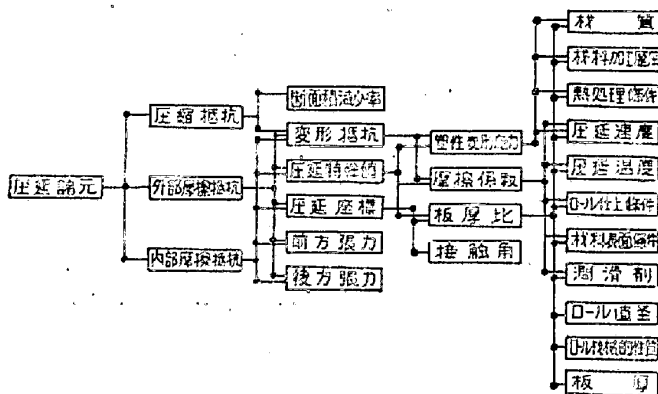 圧延諸元
圧縮抵抗
外部摩擦抵抗
内部摩擦抵抗
断面積減少率
変形抵抗
圧延特性値
圧延座標
前方張力
後方張力
塑性変形応力
摩擦係数
板厚比
接触角
材質
材料加工履歴
熱処理条件
圧延速度
圧延温度
ロール仕上条件
材料表面条件
潤滑剤
ロール直径
ロール機械的性質
板厚